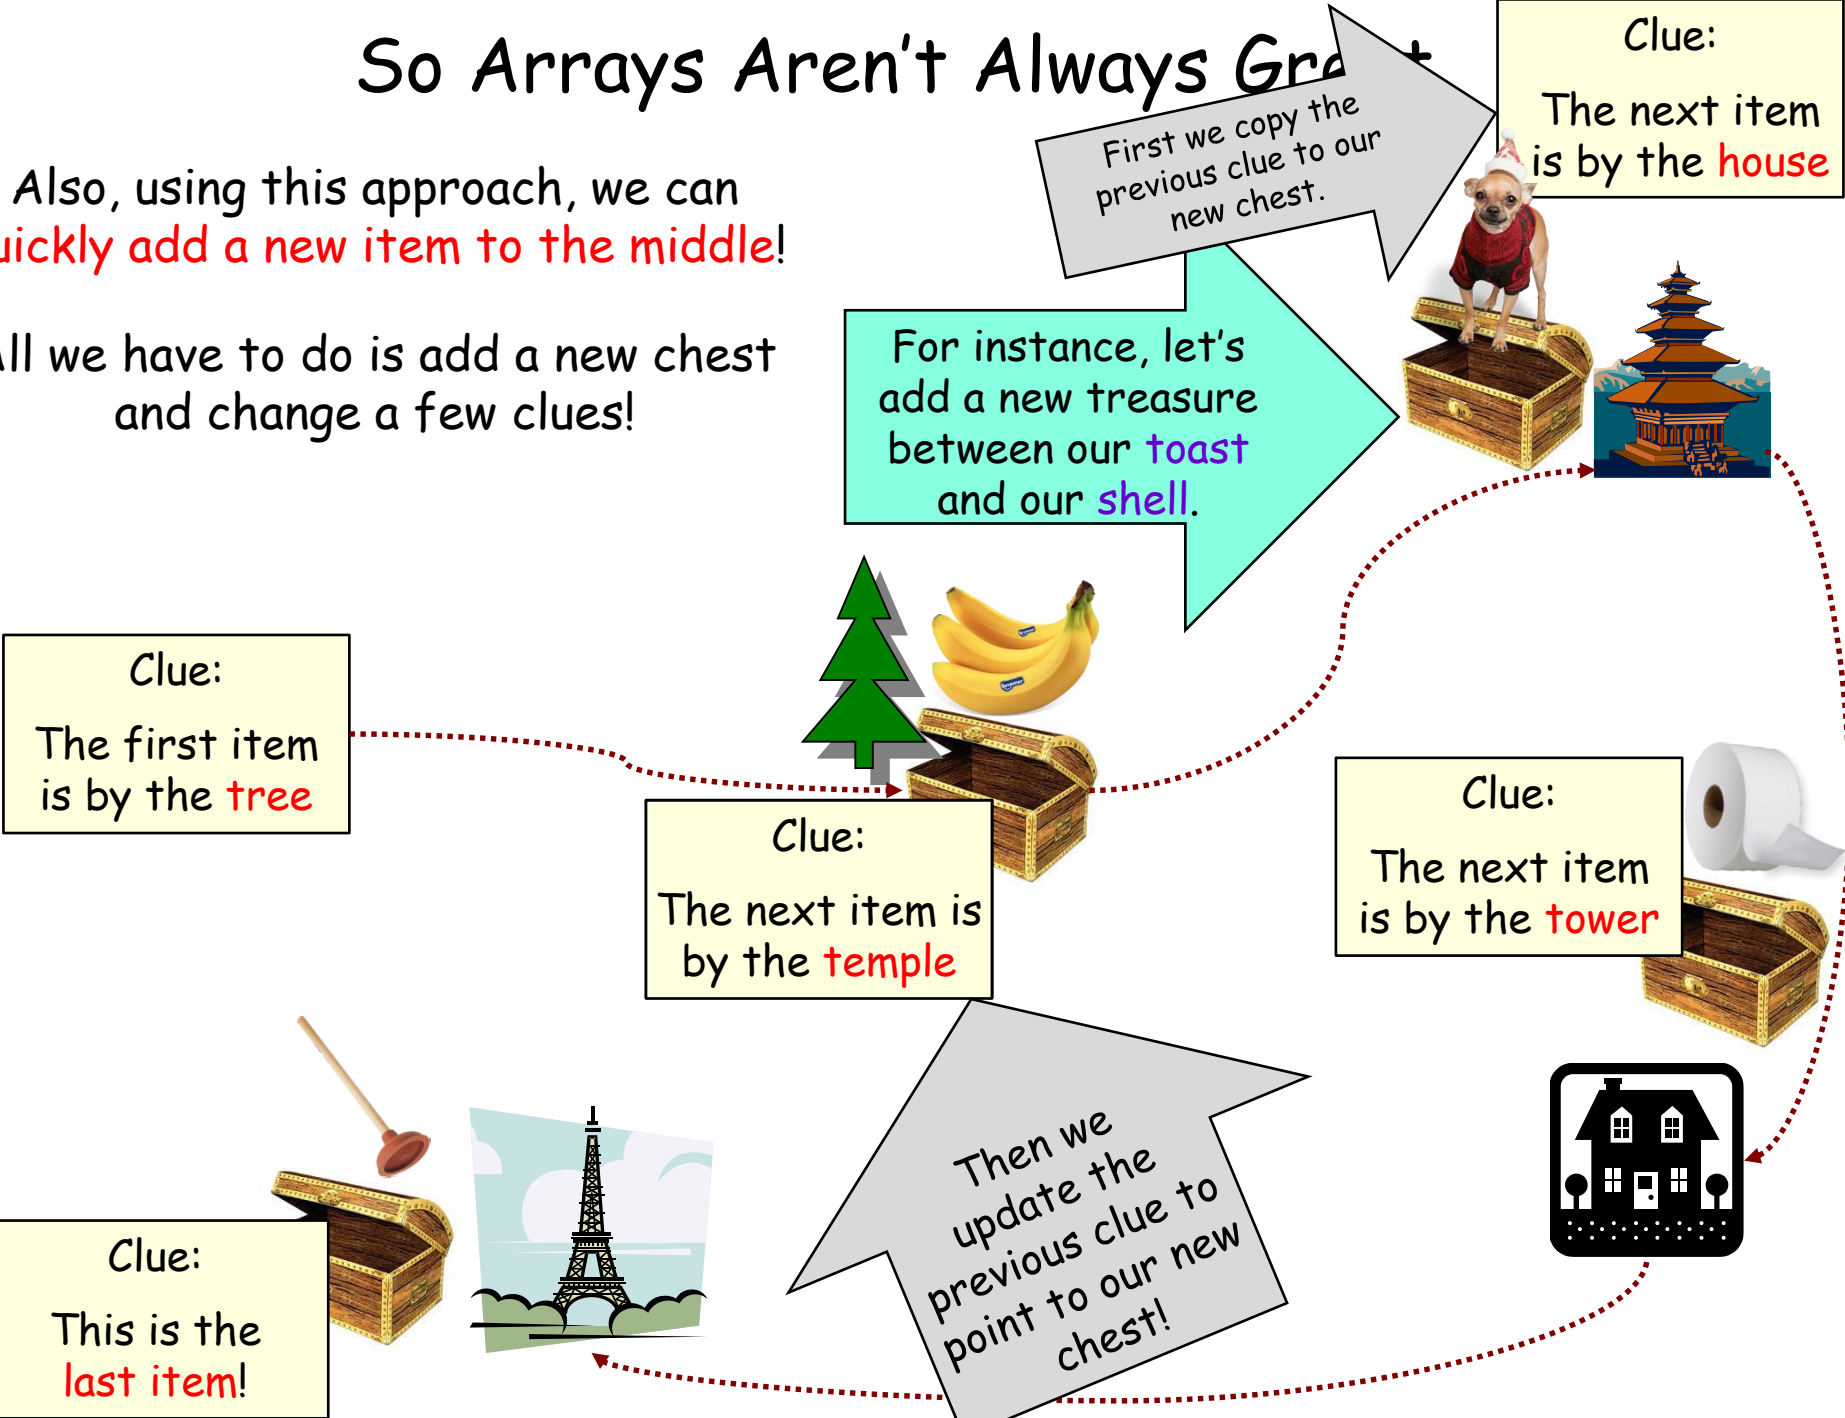 So Arrays Aren't Always Gre t
Also, using this approach, we can
uickly add a new item to the middle!
ll we have to do is add a new chest
and change a few clues!
First we copy the
previous clue to our
new chest.
Clue:
The next item
is by the house
For instance, let's
add a new treasure
between our toast
and our shell.
Clue:
The first item
is by the tree
Clue:
The next item is
by the temple
Clue:
The next item
is by the tower
Then we
update the
previous clue to
point to our new
chest!
Clue:
This is the
last item!